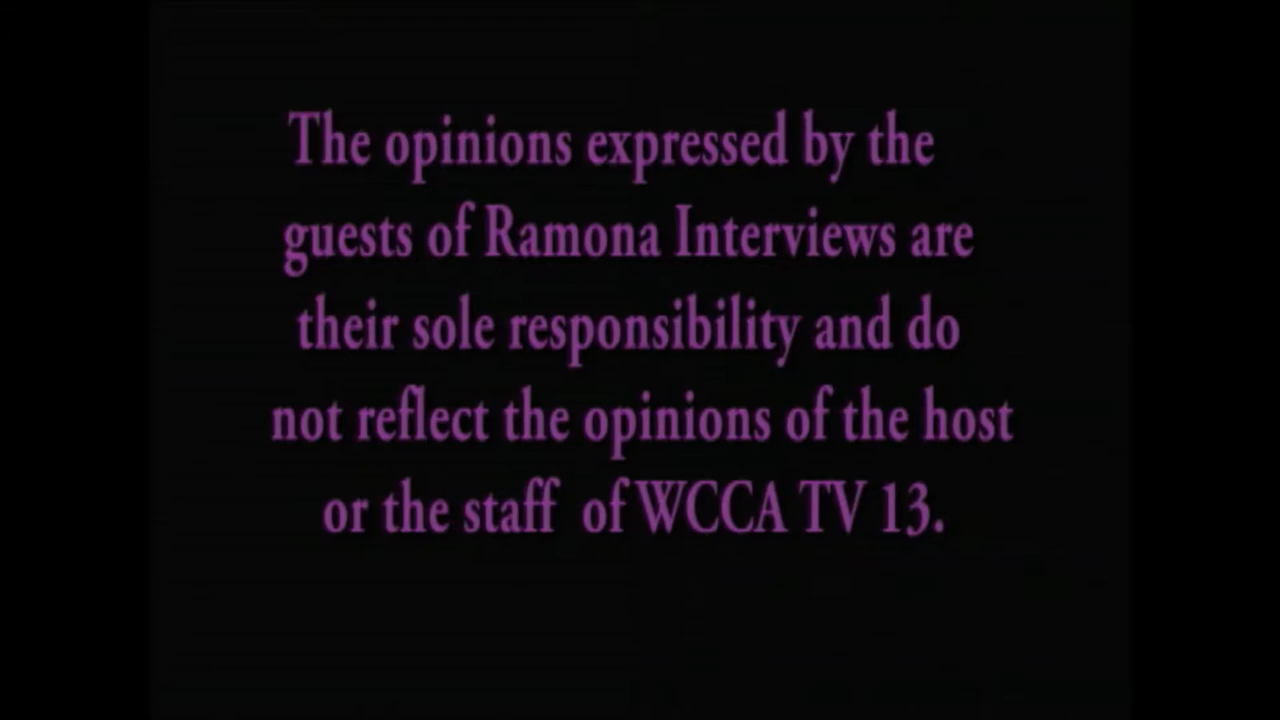 The opinions expressed by the
guests of Ramona Interviews are
their sole responsibility and do
not reflect the opinions of the host
or the staff of WCCA TV 13.